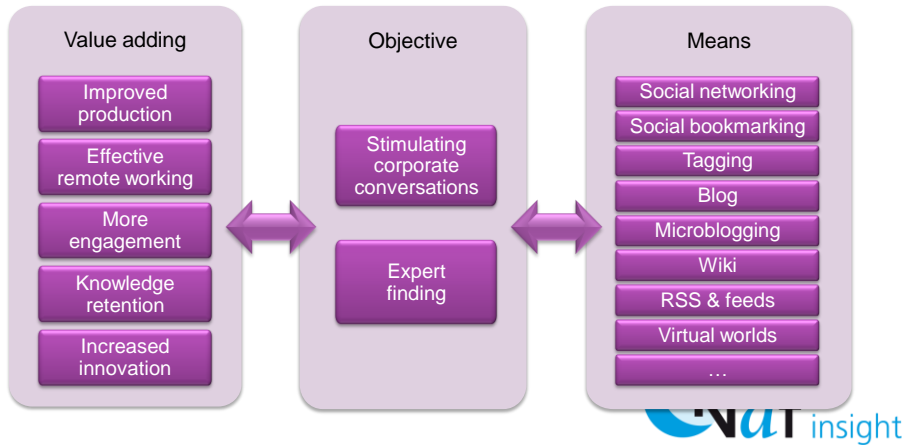 Value adding
Improved
production
Effective
remote working
More
engagement
Knowledge
retention
Increased
innovation
Objective
Stimulating
corporate
conversations
Expert
finding
Means
Social networking
Social bookmarking
Tagging
Blog
Microblogging
Wiki
RSS & feeds
Virtual worlds
…
insight